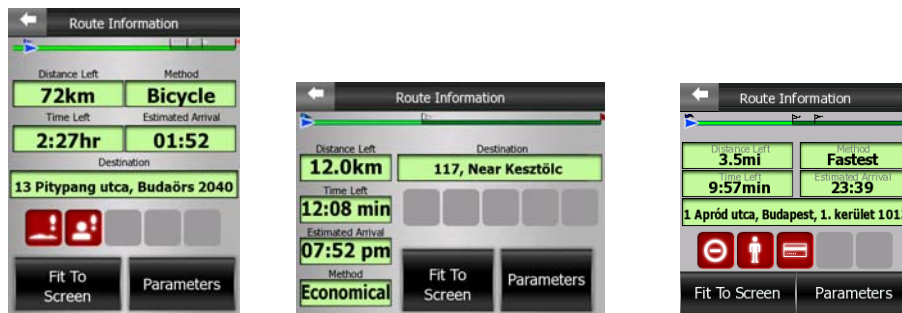 Route Information
Distance Left Method
72km Bicycle
Time Left Estimated Arrival
2:27hr 01:52
Destination
13 Pitypang utca, Budaörs 2040
Fit To Screen Parameters
Route Information
Distance Left Destination
12.0km 117, Near Kesztölc
Time Left
12:08 min
Estimated Arrival
07:52 pm
Method
Economical
Fit To Screen Parameters
Route Information
Distance Left Method
3.5mi Fastest
Time Left Estimated Arrival
9:57min 23:39
1 Apród utca, Budapest, 1. kerület 101
Fit To Screen Parameters